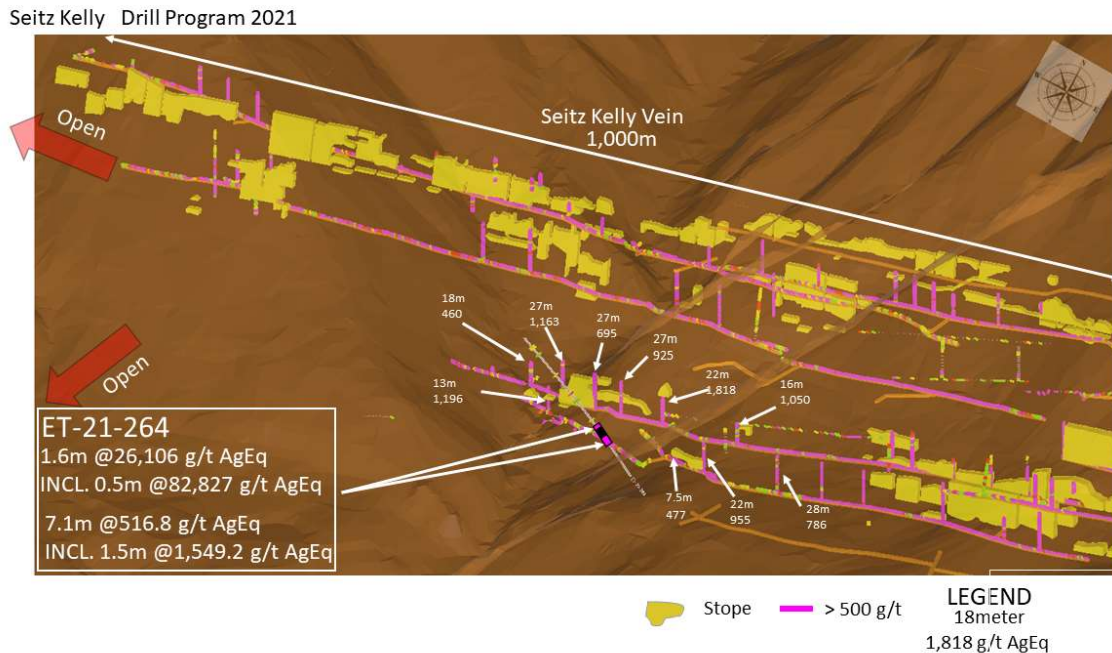 Seitz Kelly Drill Program 2021
N
W
Seitz Kelly Vein
1,000m
Open
18m
460
27m
1,163
27m
695
27m
925
13m
1,196
22m
1,818
16m
1,050
Open
ET-21-264
1.6m @26,106 g/t AgEq
INCL. 0.5m @82,827 g/t AgEq
7.1m @516.8 g/t AgEq
INCL. 1.5m @1,549.2 g/t AgEq
7.5m
477
22m
955
28m
786
Stope
> 500 g/t
LEGEND
18meter
1,818 g/t AgEq